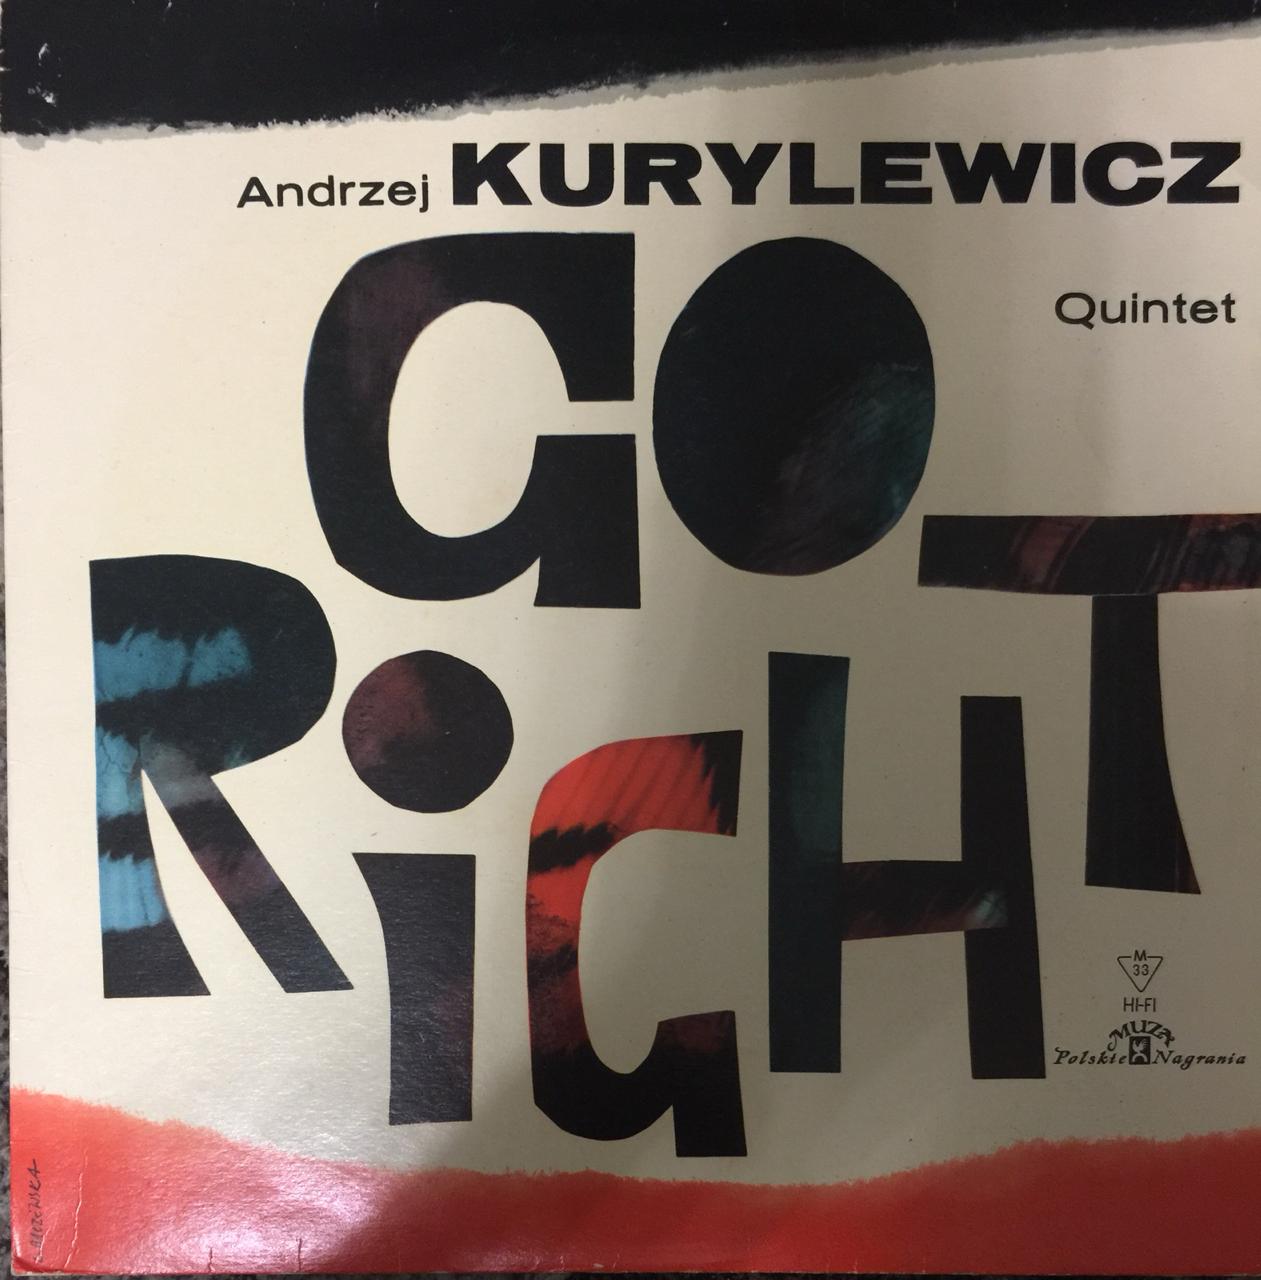 Andrzej KURYLEWICZ
Quintet
GO
RiGHT
M
33
HI-FI
MUZA
Polskie Nagrania